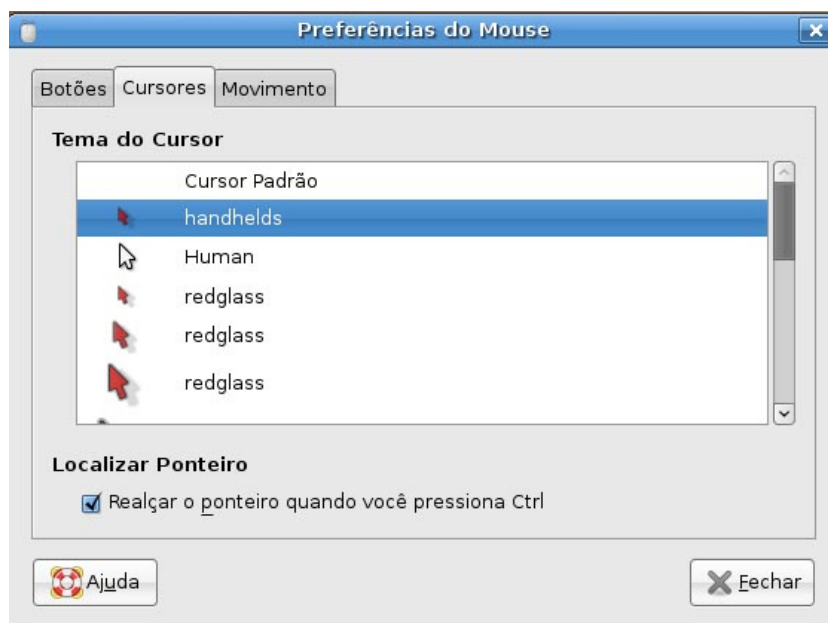 Preferências do Mouse
Botões Cursores Movimento
Tema do Cursor
Cursor Padrão
handhelds
Human
redglass
redglass
redglass
Localizar Ponteiro
Realçar o ponteiro quando você pressiona Ctrl
Ajuda Fechar